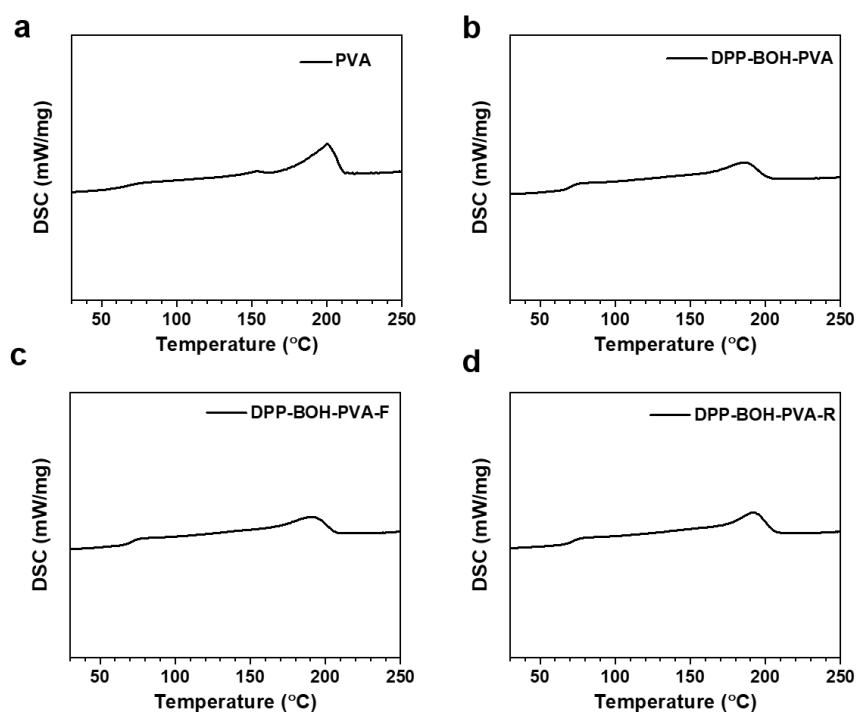 a
PVA
DSC (mW/mg)
50 100 150 200 250
Temperature (°C)
b
DPP-BOH-PVA
DSC (mW/mg)
50 100 150 200 250
Temperature (°C)
c
DPP-BOH-PVA-F
DSC (mW/mg)
50 100 150 200 250
Temperature (°C)
d
DPP-BOH-PVA-R
DSC (mW/mg)
50 100 150 200 250
Temperature (°C)